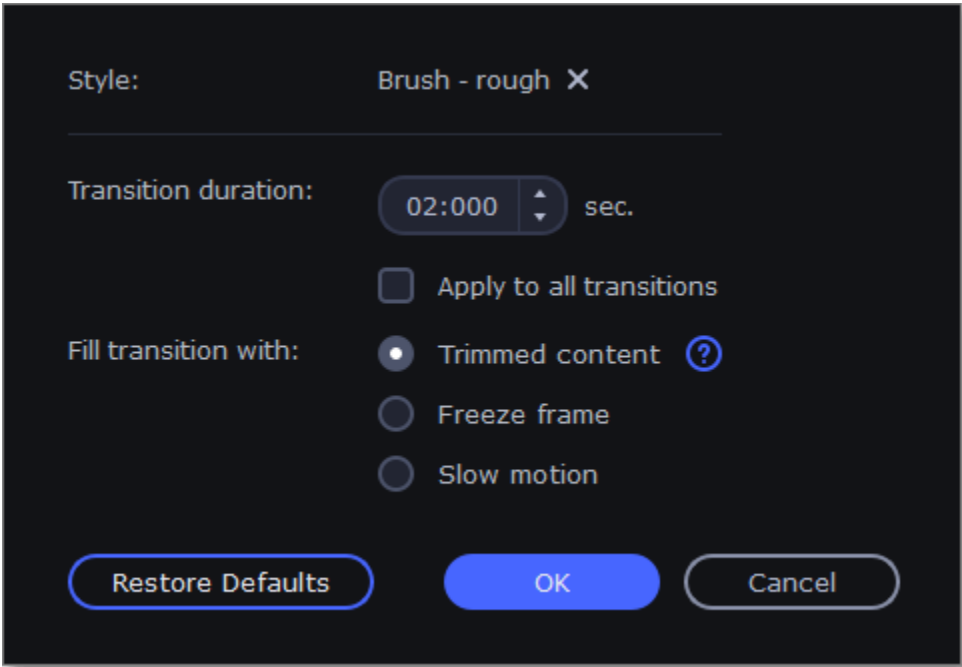 Style: Brush - rough ✕
Transition duration: 02:000 sec.
Apply to all transitions
Fill transition with: Trimmed content ?
Freeze frame
Slow motion
Restore Defaults OK Cancel